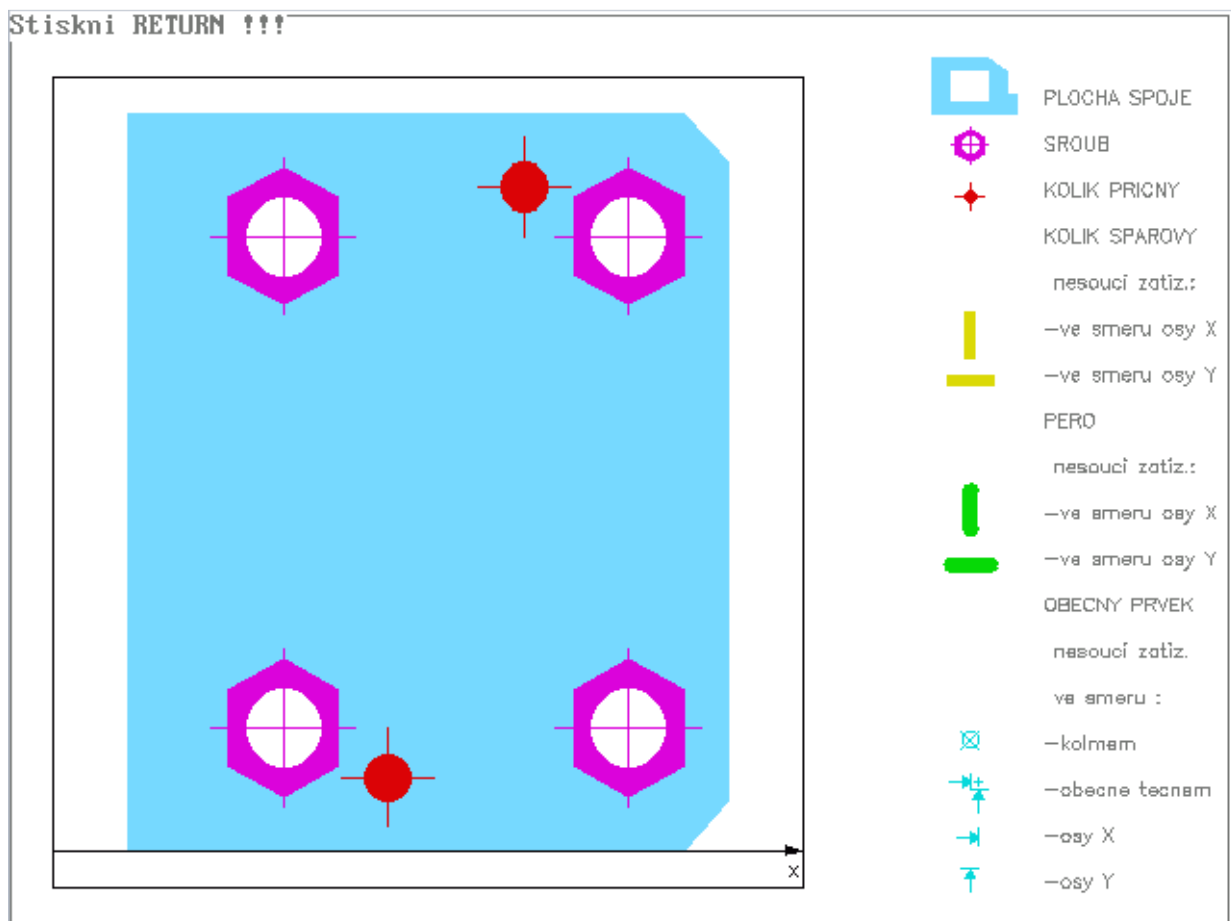 Stiskni RETURN !!!
PLOCHA SPOJE
SROUB
KOLIK PRICNY
KOLIK SPAROVY
nesouci zatiz.:
-ve smeru osy X
-ve smeru osy Y
PERO
nesouci zatiz.:
-ve smeru osy X
-ve smeru osy Y
OBECNY PRVEK
nesouci zatiz.
ve smeru :
-kolmem
-obecne tecnem
-osy X
-osy Y
X